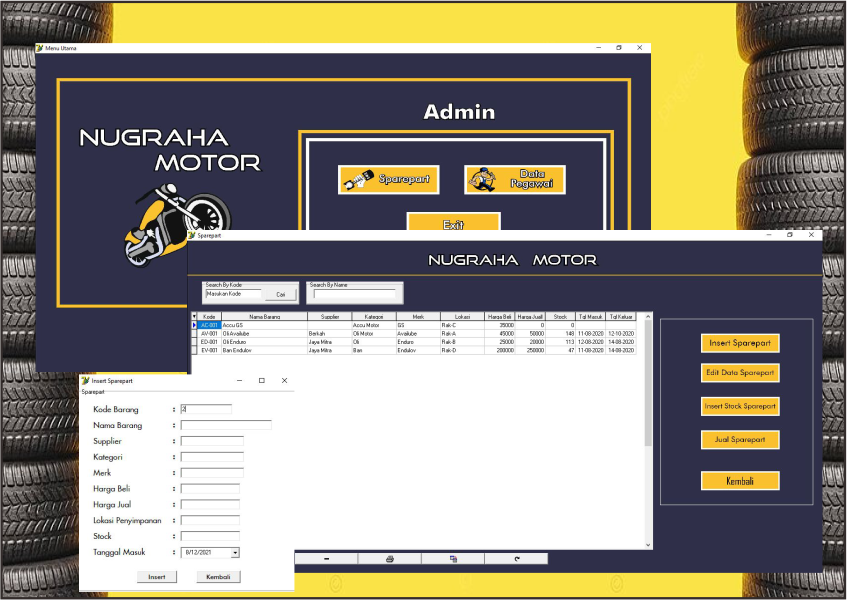 Menu Utama
NUGRAHA
MOTOR
Admin
Sparepart
Data
Pegawai
Exit
Sparepart
NUGRAHA MOTOR
Search By Kode
Masukan Kode
Cari
Search By Name
Kode Nama Barang Supplier Kategori Merk Lokasi Harga Beli Harga Juall Stock Tgl Masuk Tgl Keluar
AC-001 Accu GS Accu Motor GS Rak-C 35000 0 0
AV-001 Oli Availube Berkah Oli Motor Availube Rak-A 45000 50000 148 11-08-2020 12-10-2020
ED-001 Oli Enduro Jaya Mitra Oli Enduro Rak-B 25000 20000 113 12-08-2020 14-08-2020
EV-001 Ban Endulov Jaya Mitra Ban Endulov Rak-D 200000 250000 47 11-08-2020 14-08-2020
Insert Sparepart
Edit Data Sparepart
Insert Stock Sparepart
Jual Sparepart
Kembali
Insert Sparepart
Sparepart
Kode Barang : 2
Nama Barang :
Supplier :
Kategori :
Merk :
Harga Beli :
Harga Jual :
Lokasi Penyimpanan :
Stock :
Tanggal Masuk : 8/12/2021
Insert
Kembali